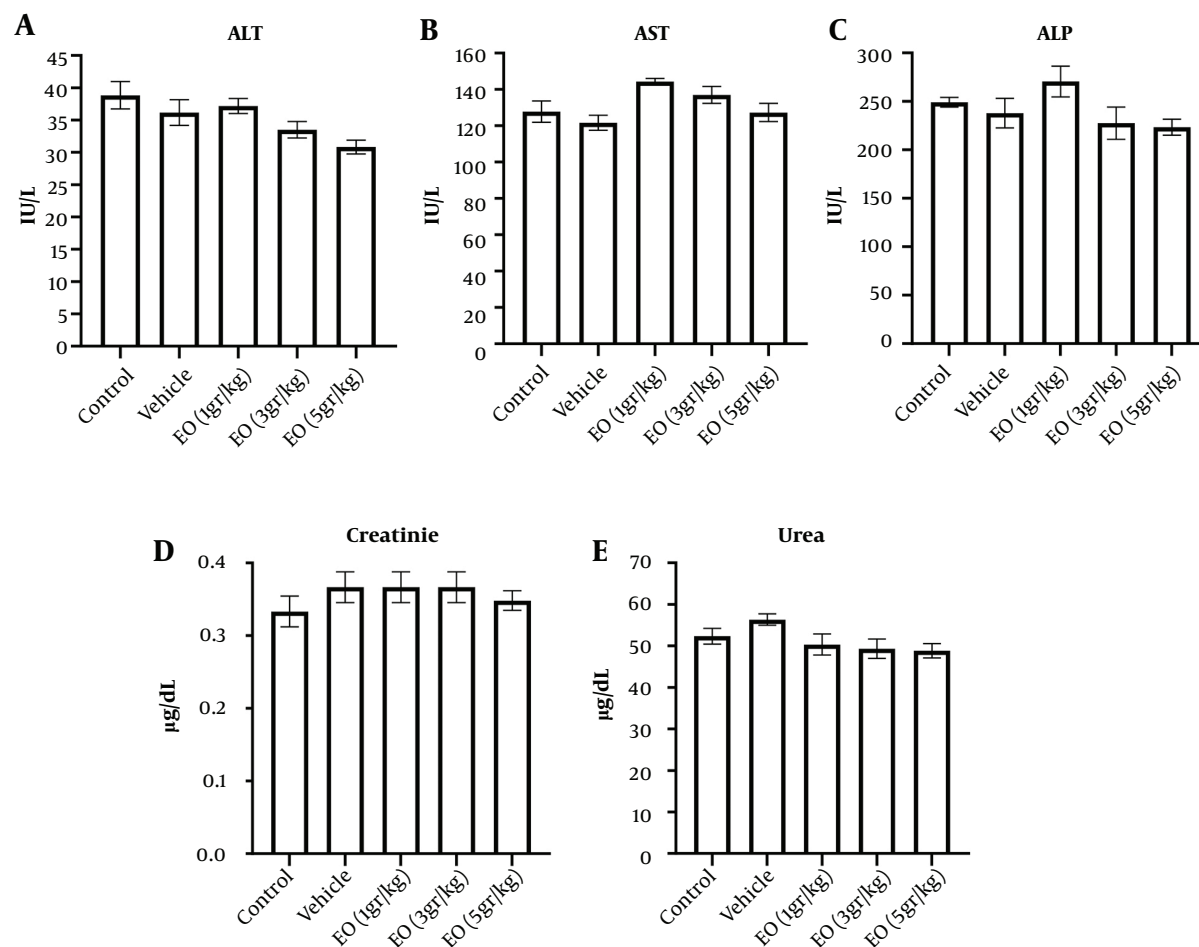 A
ALT
45
40
35
30
25
20
35
10
35
0
IU/L
Control
Vehicle
EO (1gr/kg)
EO (3gr/kg)
EO (5gr/kg)
B
AST
160
140
120
100
80
60
140
20
0
IU/L
Control
Vehicle
EO (1gr/kg)
EO (3gr/kg)
EO (5gr/kg)
C
ALP
300
250
200
250
100
50
0
IU/L
Control
Vehicle
EO (1gr/kg)
EO (3gr/kg)
EO (5gr/kg)
D
Creatinie
0.4
0.3
0.2
0.1
0.0
µg/dL
Control
Vehicle
EO (1gr/kg)
EO (3gr/kg)
EO (5gr/kg)
E
Urea
70
60
50
40
30
20
10
0
µg/dL
Control
Vehicle
EO (1gr/kg)
EO (3gr/kg)
EO (5gr/kg)